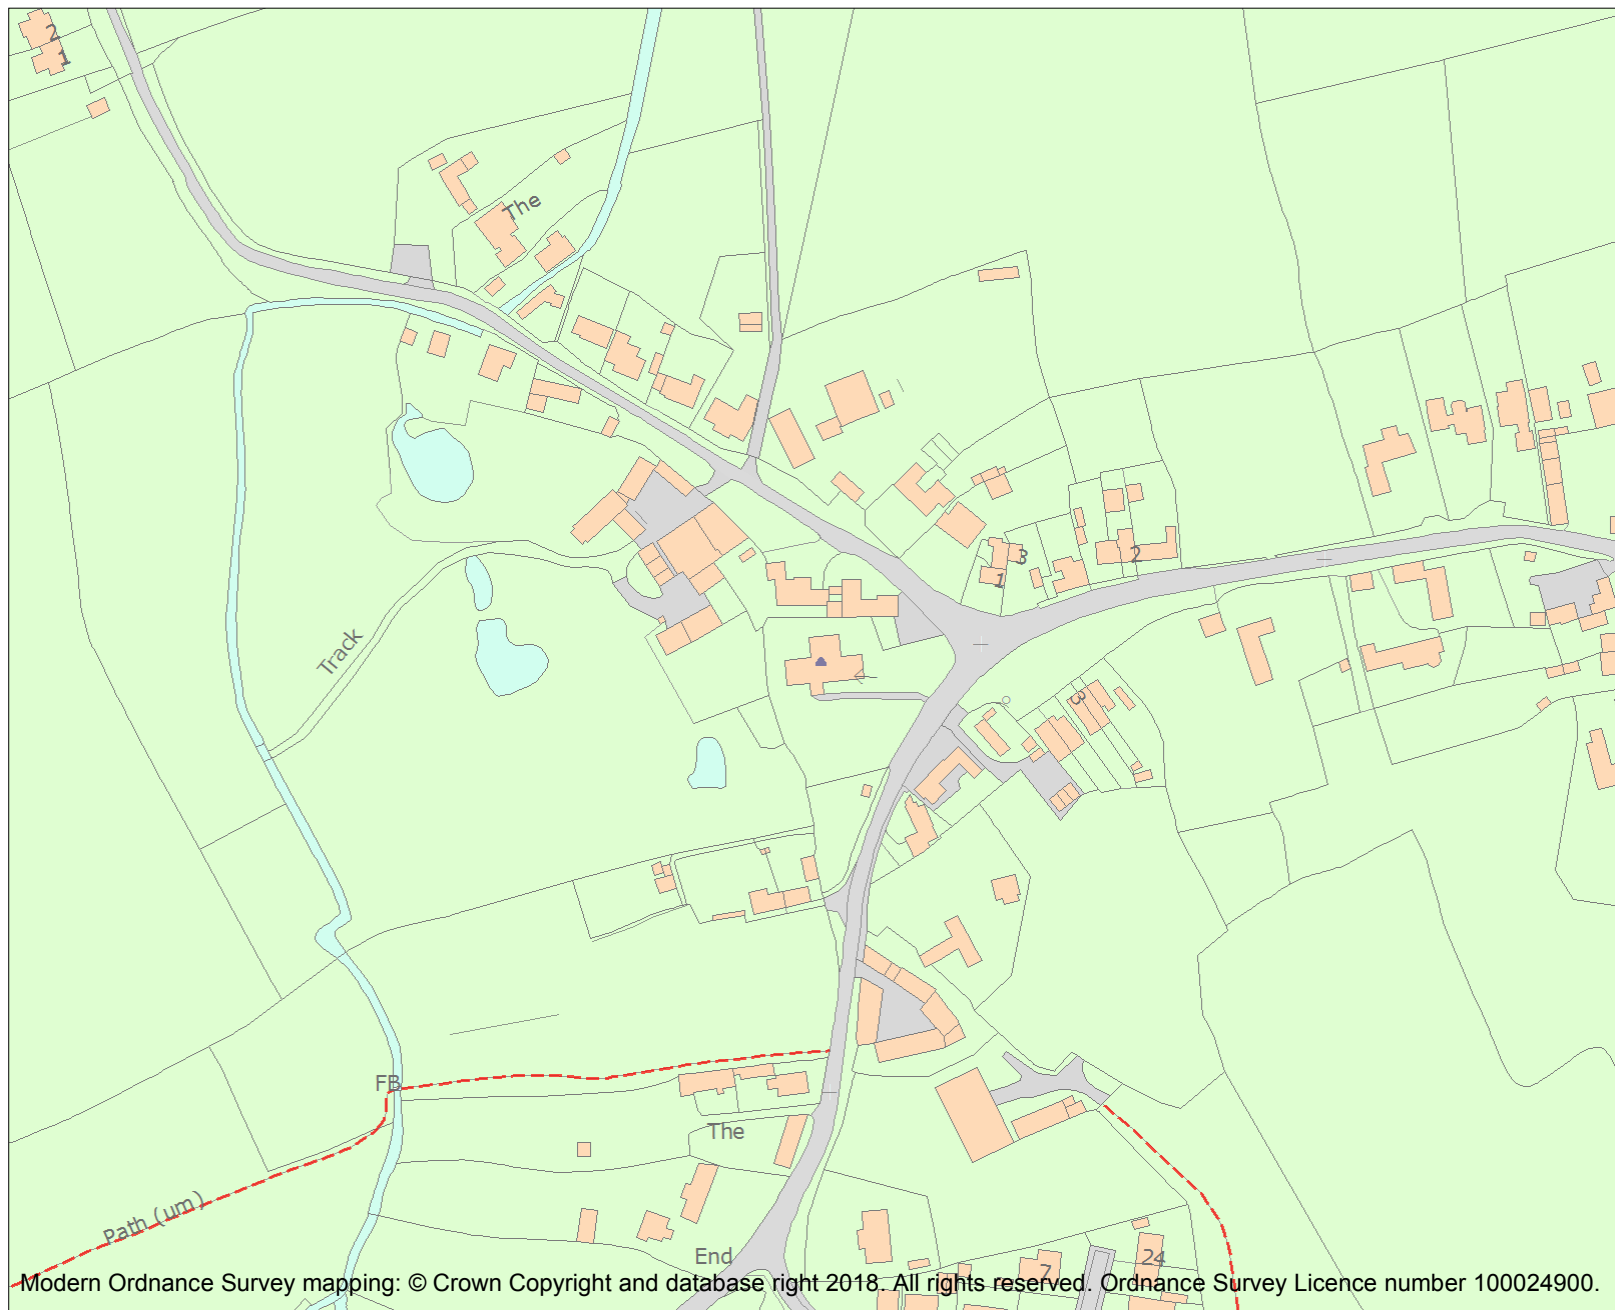 2
1
The
3
1
2
Track
3
FB
The
Path (um)
End
24
7
Modern Ordnance Survey mapping: © Crown Copyright and database right 2018. All rights reserved. Ordnance Survey Licence number 100024900.